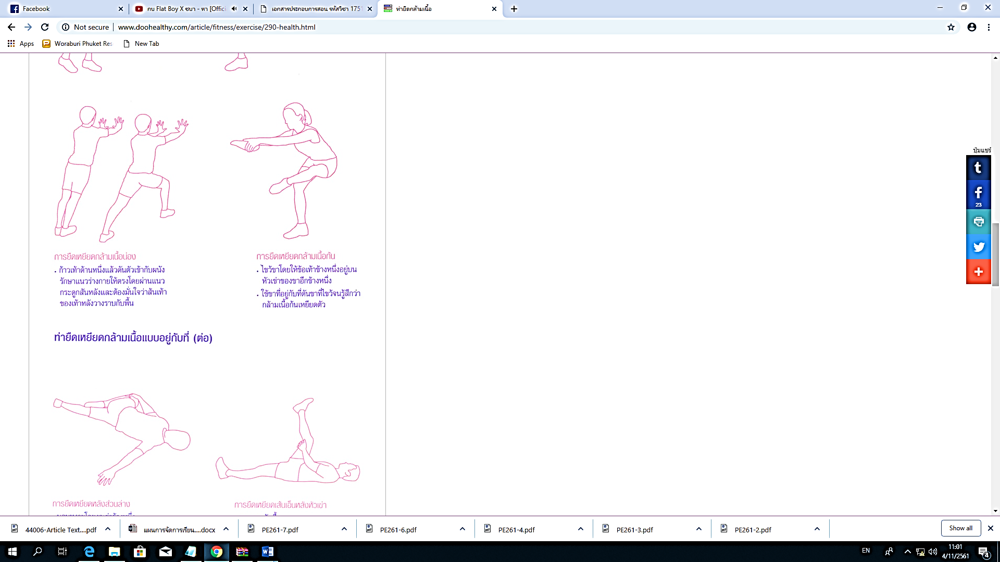 Facebook
กบ Flat Boy X ซบา - หา [Offici
เอกสารประกอบการสอน รหัสวิชา 1751
ท่ายืดกล้ามเนื้อ
Not secure
www.doohealthy.com/article/fitness/exercise/290-health.html
Apps
Woraburi Phuket Res
New Tab
ปุ่มแชร์
23
การยืดเหยียดกล้ามเนื้อน่อง
• ก้าวเท้าด้านหนึ่งแล้วดันตัวเข้ากับผนัง
รักษาแนวร่างกายให้ตรงโดยผ่านแนว
กระดูกสันหลังและต้องมั่นใจว่าส้นเท้า
ของเท้าหลังวางราบกับพื้น
การยืดเหยียดกล้ามเนื้อก้น
• ไขว้ขาโดยให้ข้อเท้าข้างหนึ่งอยู่บน
หัวเข่าของขาอีกข้างหนึ่ง
• ใช้ขาที่อยู่กับที่ดันขาที่ไขว้จนรู้สึกว่า
กล้ามเนื้อก้นเหยียดตัว
ท่ายืดเหยียดกล้ามเนื้อแบบอยู่กับที่ (ต่อ)
การยืดเหยียดหลังส่วนล่าง
การยืดเหยียดเส้นเอ็นหลังหัวเข่า
44006-Article Text....pdf
แผนการจัดการเรียน....docx
PE261-7.pdf
PE261-6.pdf
PE261-4.pdf
PE261-3.pdf
PE261-2.pdf
Show all
EN
11:01
4/11/2561
4